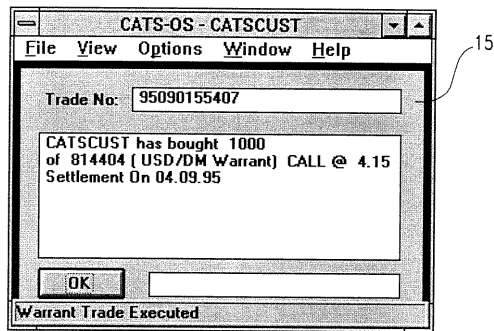 CATS-OS - CATSCUST
File View Options Window Help
15
Trade No: 95090155407
CATSCUST has bought 1000
of 814404 ( USD/DM Warrant) CALL @ 4.15
Settlement On 04.09.95
OK
Warrant Trade Executed